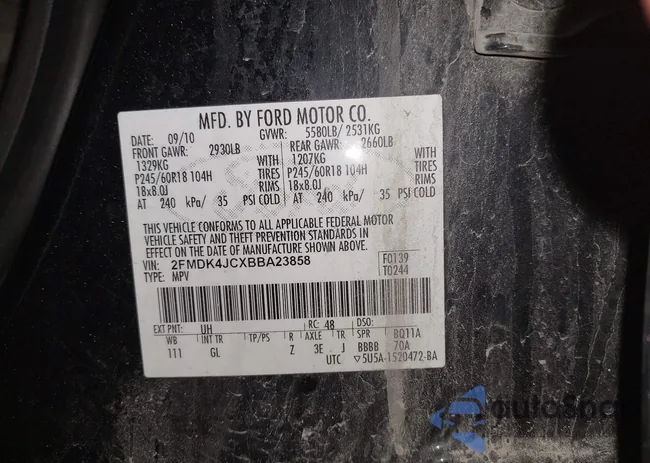 MFD. BY FORD MOTOR CO.
DATE: 09/10 GVWR: 5580LB/ 2531KG
FRONT GAWR: 2930LB REAR GAWR: 2660LB
1329KG WITH 1207KG WITH
P245/60R18 104H TIRES P245/60R18 104H TIRES
18x8.0J RIMS 18x8.0J RIMS
AT 240 kPa/ 35 PSI COLD AT 240 kPa/ 35 PSI COLD
THIS VEHICLE CONFORMS TO ALL APPLICABLE FEDERAL MOTOR
VEHICLE SAFETY AND THEFT PREVENTION STANDARDS IN
EFFECT ON THE DATE OF MANUFACTURE SHOWN ABOVE.
VIN: 2FMDK4JCXBBA23858 F0139
TYPE: MPV T0244
EXT PNT: UH RC: 48 DSO:
WB INT TR TP/PS R AXLE TR SPR BQ11A
111 GL Z 3E J BBBB 70A
UTC 5U5A-1520472-BA